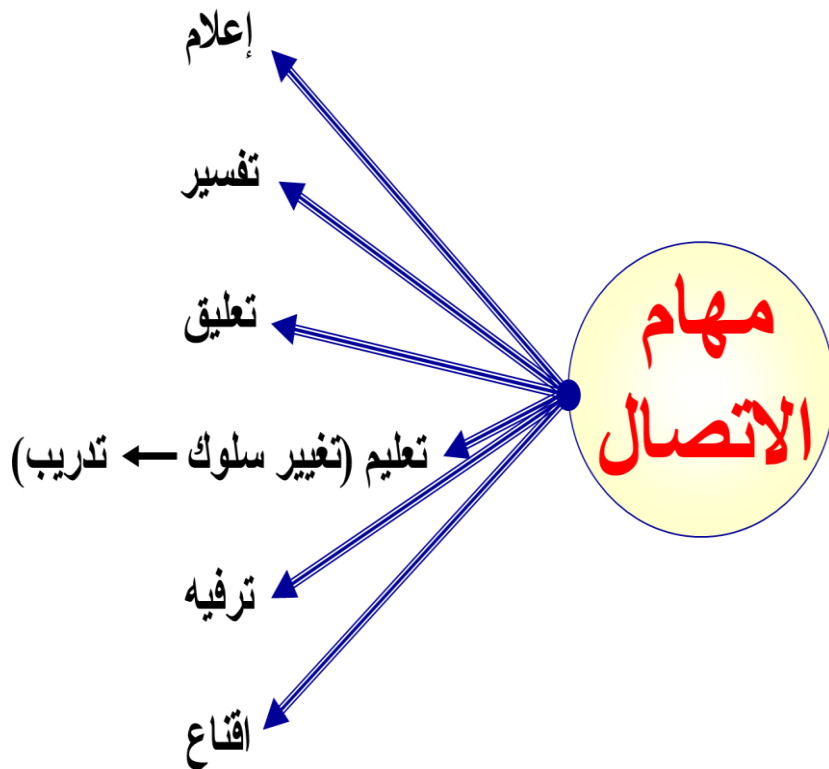 مهام
الاتصال
إعلام
تفسير
تعليق
تعليم (تغيير سلوك ← تدريب)
ترفيه
اقناع